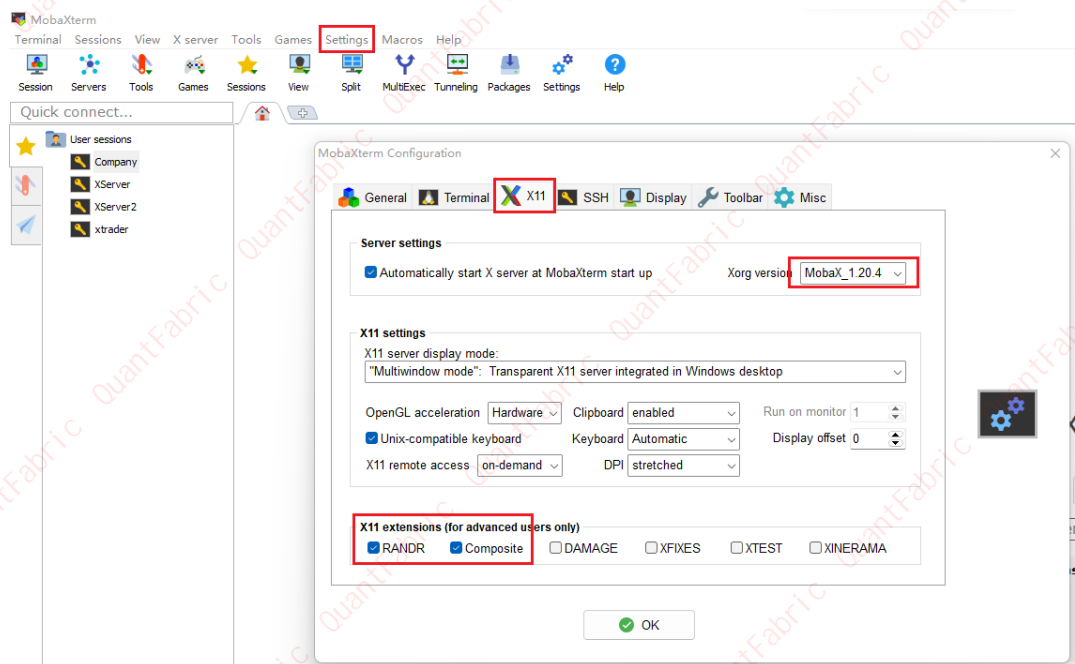 MobaXterm
Terminal Sessions View X server Tools Games Settings Macros Help
Session Servers Tools Games Sessions View Split MultiExec Tunneling Packages Settings Help
Quick connect...
User sessions
Company
XServer
XServer2
xtrader
MobaXterm Configuration
General Terminal X11 SSH Display Toolbar Misc
Server settings
Automatically start X server at MobaXterm start up Xorg version MobaX_1.20.4
X11 settings
X11 server display mode:
"Multiwindow mode": Transparent X11 server integrated in Windows desktop
OpenGL acceleration Hardware Clipboard enabled Run on monitor 1
Unix-compatible keyboard Keyboard Automatic Display offset 0
X11 remote access on-demand DPI stretched
X11 extensions (for advanced users only)
RANDR Composite DAMAGE XFIXES XTEST XINERAMA
OK
QuantFabric